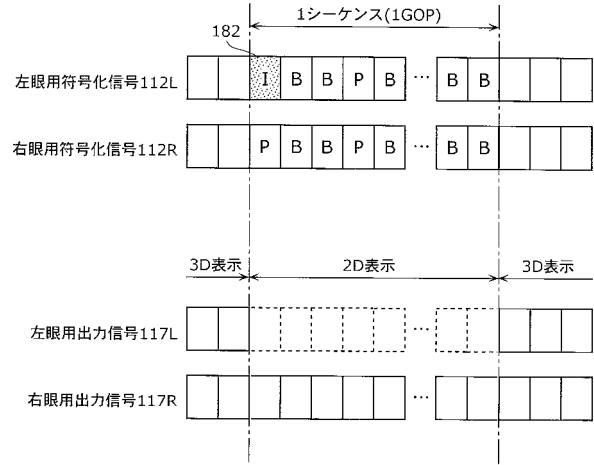 1シーケンス(1GOP)
182
左眼用符号化信号112L
I B B P B … B B
右眼用符号化信号112R
P B B P B … B B
3D表示 2D表示 3D表示
左眼用出力信号117L
…
右眼用出力信号117R
…